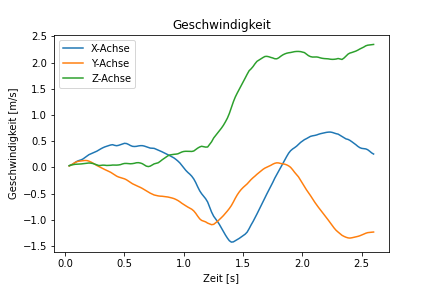 Geschwindigkeit
Geschwindigkeit [m/s]
2.5
2.0
1.5
1.0
0.5
0.0
−0.5
−1.0
−1.5
X-Achse
Y-Achse
Z-Achse
0.0 0.5 1.0 1.5 2.0 2.5
Zeit [s]